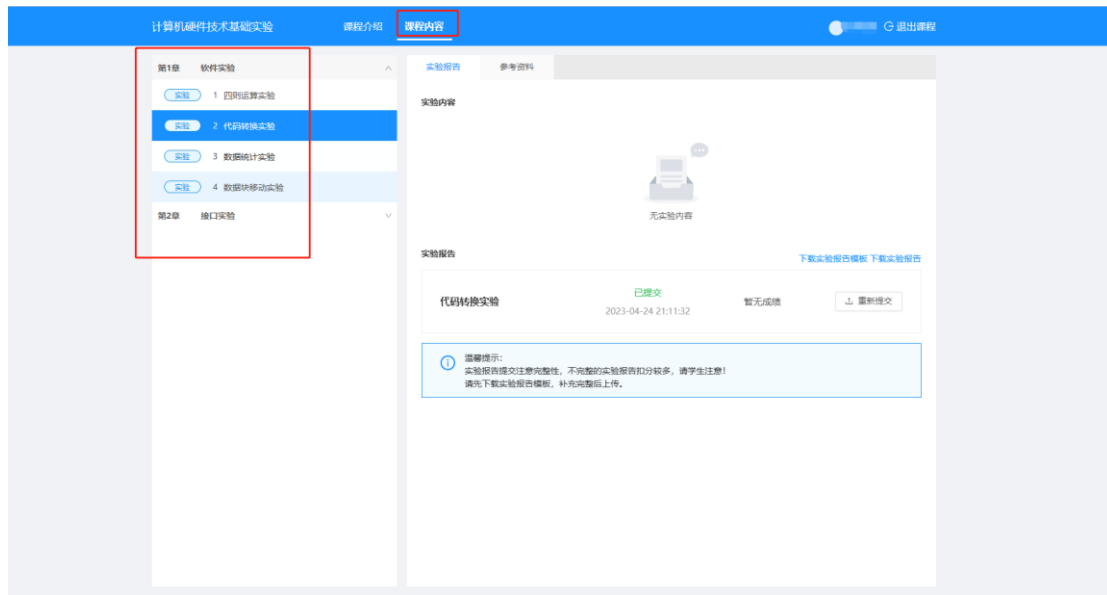 计算机硬件技术基础实验 课程介绍 课程内容 退出课程
第1章 软件实验
实验 1 四则运算实验
实验 2 代码转换实验
实验 3 数据统计实验
实验 4 数据块移动实验
第2章 接口实验
实验报告 参考资料
实验内容
无实验内容
实验报告 下载实验报告模板 下载实验报告
代码转换实验 已提交 暂无成绩 重新提交
2023-04-24 21:11:32
温馨提示：
实验报告提交注意完整性，不完整的实验报告扣分较多，请学生注意！
请先下载实验报告模板，补充完整后上传。